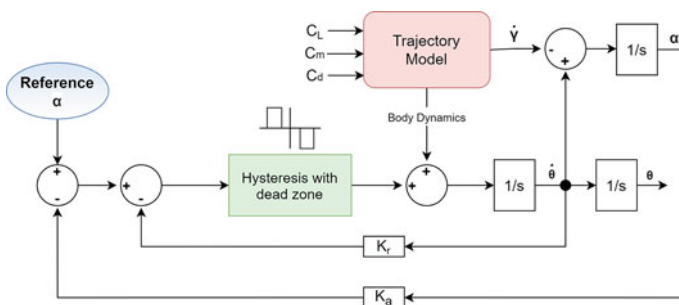 C_L
C_m
C_d
Trajectory
Model
γ̇
-
+
1/s
α
Reference
α
Body Dynamics
+
-
+
-
Hysteresis with
dead zone
+
+
1/s
θ̇
1/s
θ
K_r
K_a